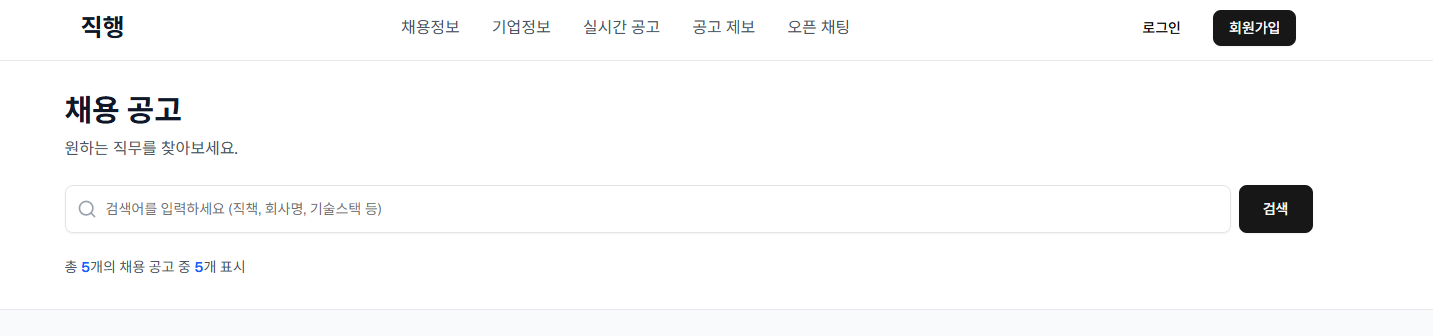 직행 채용정보 기업정보 실시간 공고 공고 제보 오픈 채팅 로그인 회원가입
채용 공고
원하는 직무를 찾아보세요.
검색어를 입력하세요 (직책, 회사명, 기술스택 등) 검색
총 5개의 채용 공고 중 5개 표시